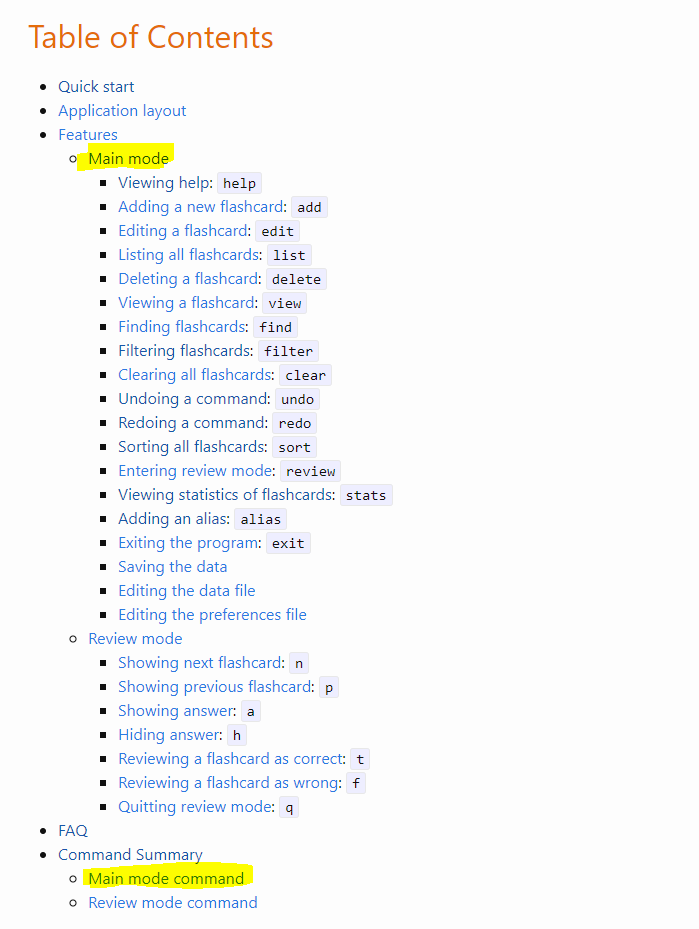 Table of Contents
Quick start
Application layout
Features
Main mode
Viewing help: help
Adding a new flashcard: add
Editing a flashcard: edit
Listing all flashcards: list
Deleting a flashcard: delete
Viewing a flashcard: view
Finding flashcards: find
Filtering flashcards: filter
Clearing all flashcards: clear
Undoing a command: undo
Redoing a command: redo
Sorting all flashcards: sort
Entering review mode: review
Viewing statistics of flashcards: stats
Adding an alias: alias
Exiting the program: exit
Saving the data
Editing the data file
Editing the preferences file
Review mode
Showing next flashcard: n
Showing previous flashcard: p
Showing answer: a
Hiding answer: h
Reviewing a flashcard as correct: t
Reviewing a flashcard as wrong: f
Quitting review mode: q
FAQ
Command Summary
Main mode command
Review mode command